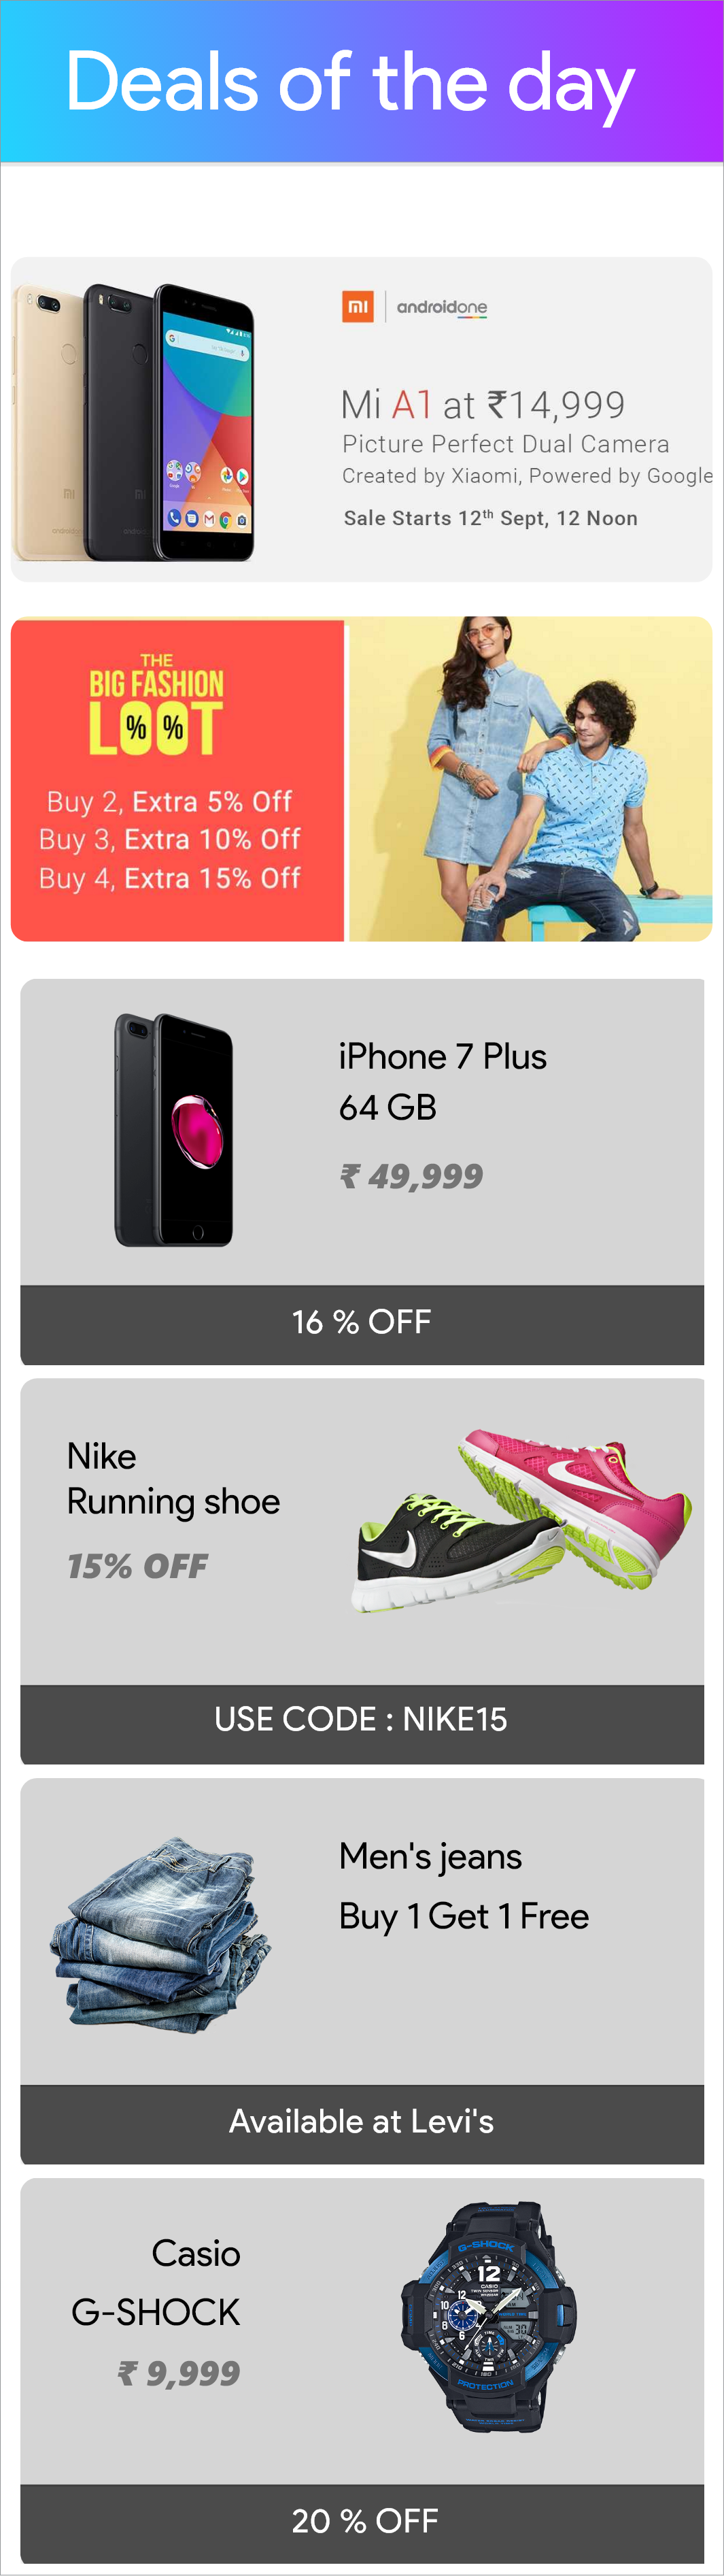 Deals of the day
mi | androidone
Mi A1 at ₹14,999
Picture Perfect Dual Camera
Created by Xiaomi, Powered by Google
Sale Starts 12th Sept, 12 Noon
THE
BIG FASHION
L%%T
Buy 2, Extra 5% Off
Buy 3, Extra 10% Off
Buy 4, Extra 15% Off
iPhone 7 Plus
64 GB
₹ 49,999
16 % OFF
Nike
Running shoe
15% OFF
USE CODE : NIKE15
Men's jeans
Buy 1 Get 1 Free
Available at Levi's
Casio
G-SHOCK
₹ 9,999
G-SHOCK
12
CASIO
PROTECTION
20 % OFF